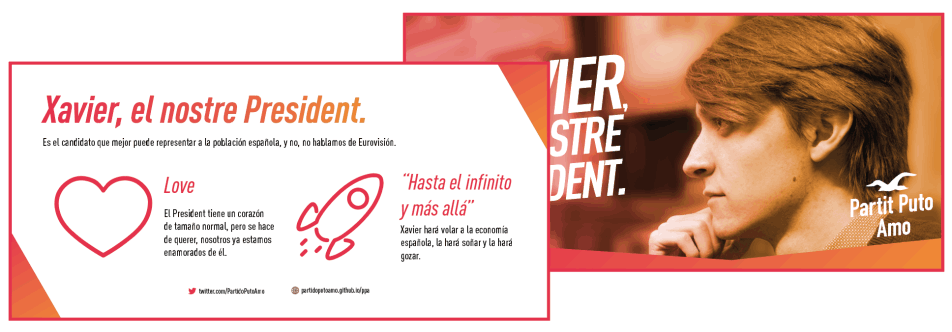 Xavier, el nostre President.
Es el candidato que mejor puede representar a la población española, y no, no hablamos de Eurovisión.
Love
El President tiene un corazón
de tamaño normal, pero se hace
de querer, nosotros ya estamos
enamorados de él.
"Hasta el infinito
y más allá"
Xavier hará volar a la economía
española, la hará soñar y la hará
gozar.
twitter.com/PartidoPutoAmo
partidoputoamo.github.io/ppa
VIER,
STRE
DENT.
Partit Puto
Amo